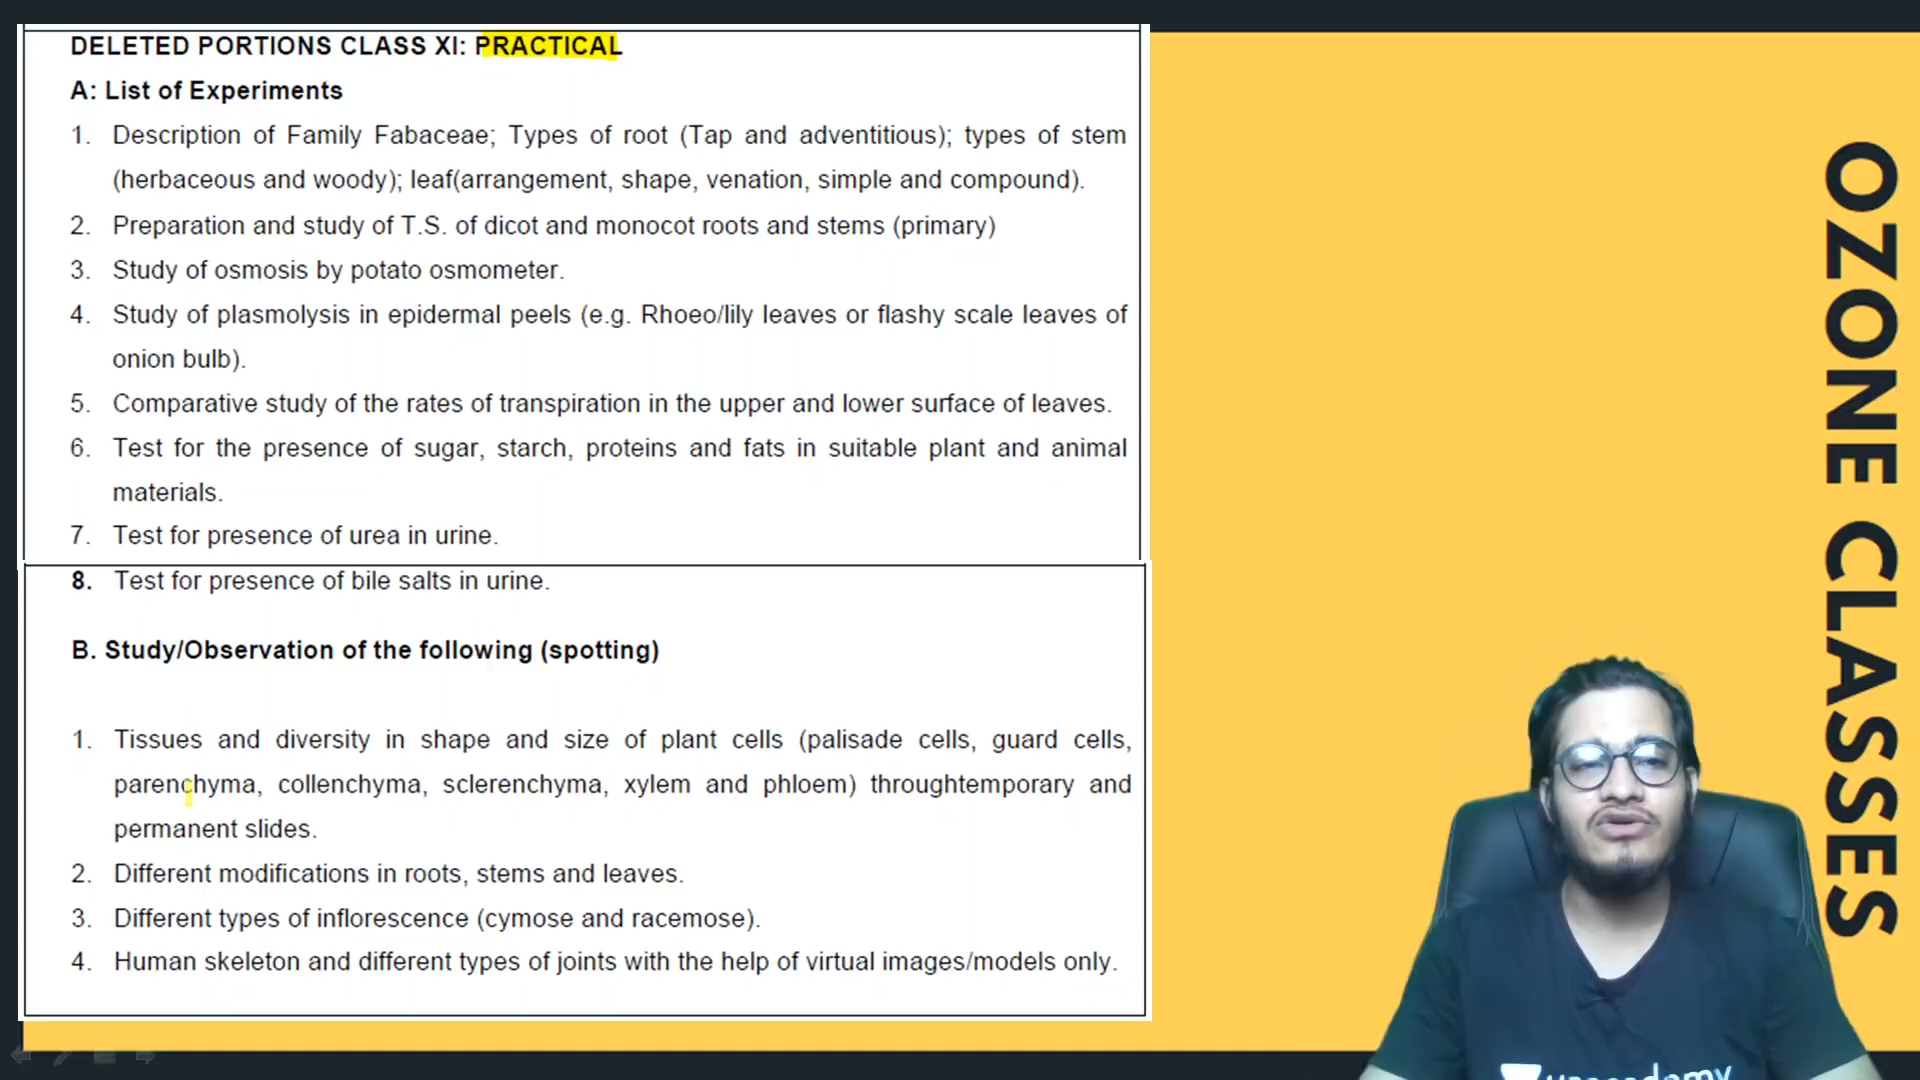 DELETED PORTIONS CLASS XI: PRACTICAL
A: List of Experiments
1. Description of Family Fabaceae; Types of root (Tap and adventitious); types of stem
(herbaceous and woody); leaf(arrangement, shape, venation, simple and compound).
2. Preparation and study of T.S. of dicot and monocot roots and stems (primary)
3. Study of osmosis by potato osmometer.
4. Study of plasmolysis in epidermal peels (e.g. Rhoeo/lily leaves or flashy scale leaves of
onion bulb).
5. Comparative study of the rates of transpiration in the upper and lower surface of leaves.
6. Test for the presence of sugar, starch, proteins and fats in suitable plant and animal
materials.
7. Test for presence of urea in urine.
8. Test for presence of bile salts in urine.
B. Study/Observation of the following (spotting)
1. Tissues and diversity in shape and size of plant cells (palisade cells, guard cells,
parenchyma, collenchyma, sclerenchyma, xylem and phloem) throughtemporary and
permanent slides.
2. Different modifications in roots, stems and leaves.
3. Different types of inflorescence (cymose and racemose).
4. Human skeleton and different types of joints with the help of virtual images/models only.
OZONE CLASSES